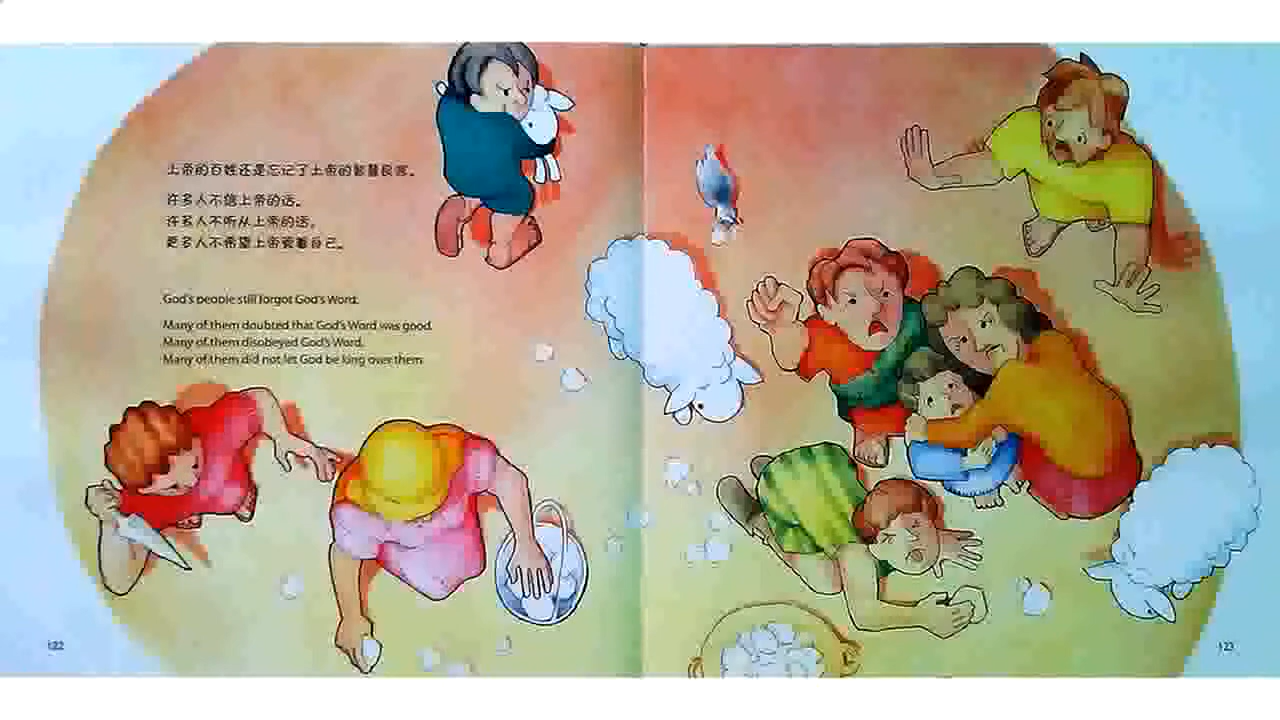 上帝的百姓还是忘记了上帝的智慧良言。
许多人不信上帝的话。
许多人不听从上帝的话。
更多人不希望上帝管着自己。
God's people still forgot God's Word.
Many of them doubted that God's Word was good.
Many of them disobeyed God's Word.
Many of them did not let God be king over them.
122
123